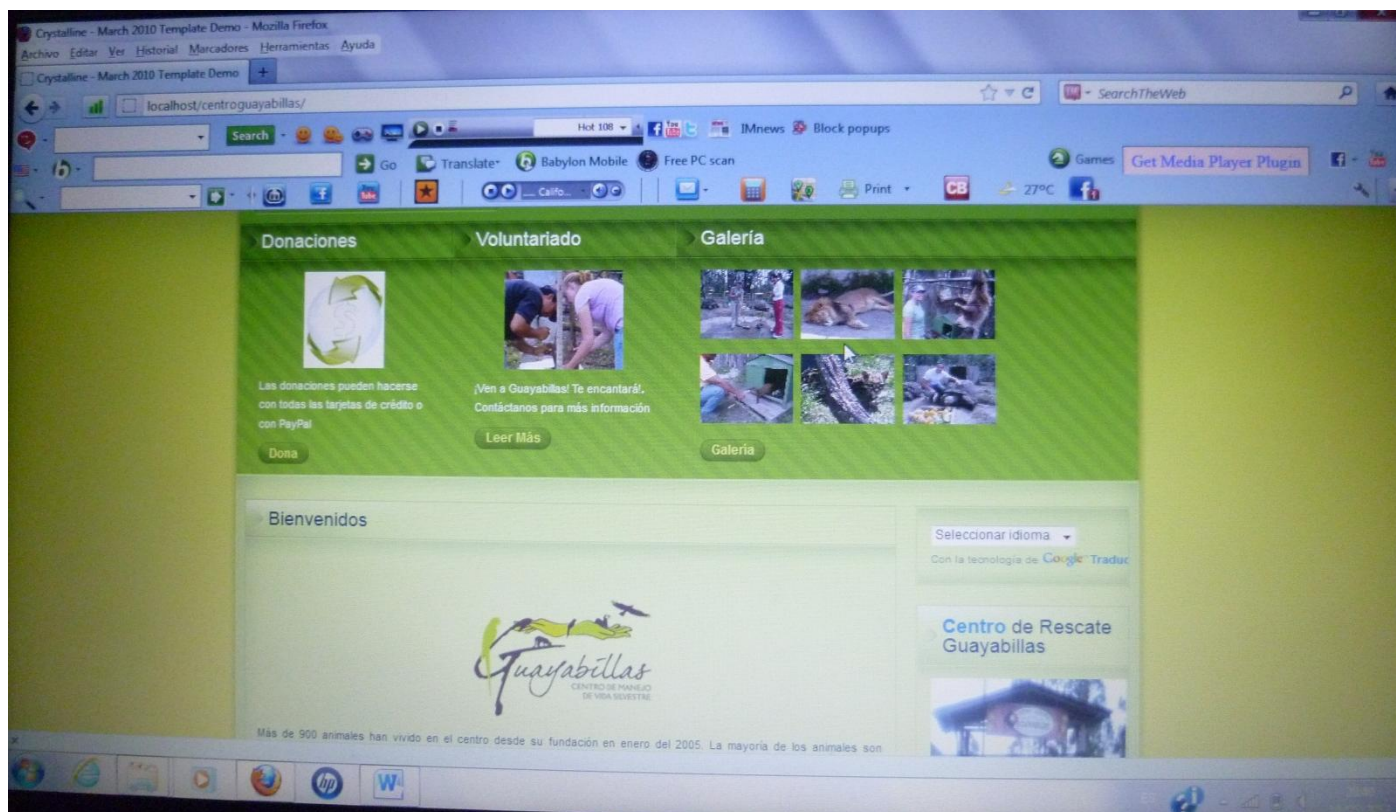 Crystalline - March 2010 Template Demo - Mozilla Firefox
Archivo Editar Ver Historial Marcadores Herramientas Ayuda
Crystalline - March 2010 Template Demo +
localhost/centroguayabillas/
SearchTheWeb
Search
Hot 108
IMnews
Block popups
Go
Translate
Babylon Mobile
Free PC scan
Games
Get Media Player Plugin
Califo...
Print
CB
27°C
Donaciones
Las donaciones pueden hacerse
con todas las tarjetas de crédito o
con PayPal
Dona
Voluntariado
¡Ven a Guayabillas! Te encantará!.
Contáctanos para más información
Leer Más
Galería
Galería
Bienvenidos
Guayabillas
CENTRO DE MANEJO
DE VIDA SILVESTRE
Más de 900 animales han vivido en el centro desde su fundación en enero del 2005. La mayoría de los animales son
Seleccionar idioma
Con la tecnología de Google Traduc
Centro de Rescate
Guayabillas
hp
W